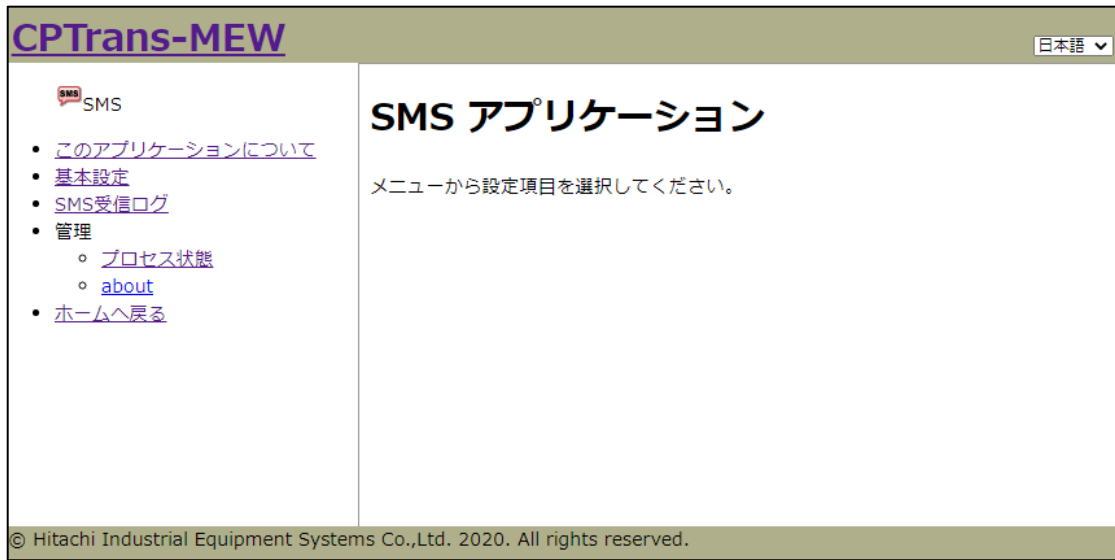 CPTrans-MEW
日本語
SMS
SMS
このアプリケーションについて
基本設定
SMS受信ログ
管理
プロセス状態
about
ホームへ戻る
SMS アプリケーション
メニューから設定項目を選択してください。
© Hitachi Industrial Equipment Systems Co.,Ltd. 2020. All rights reserved.